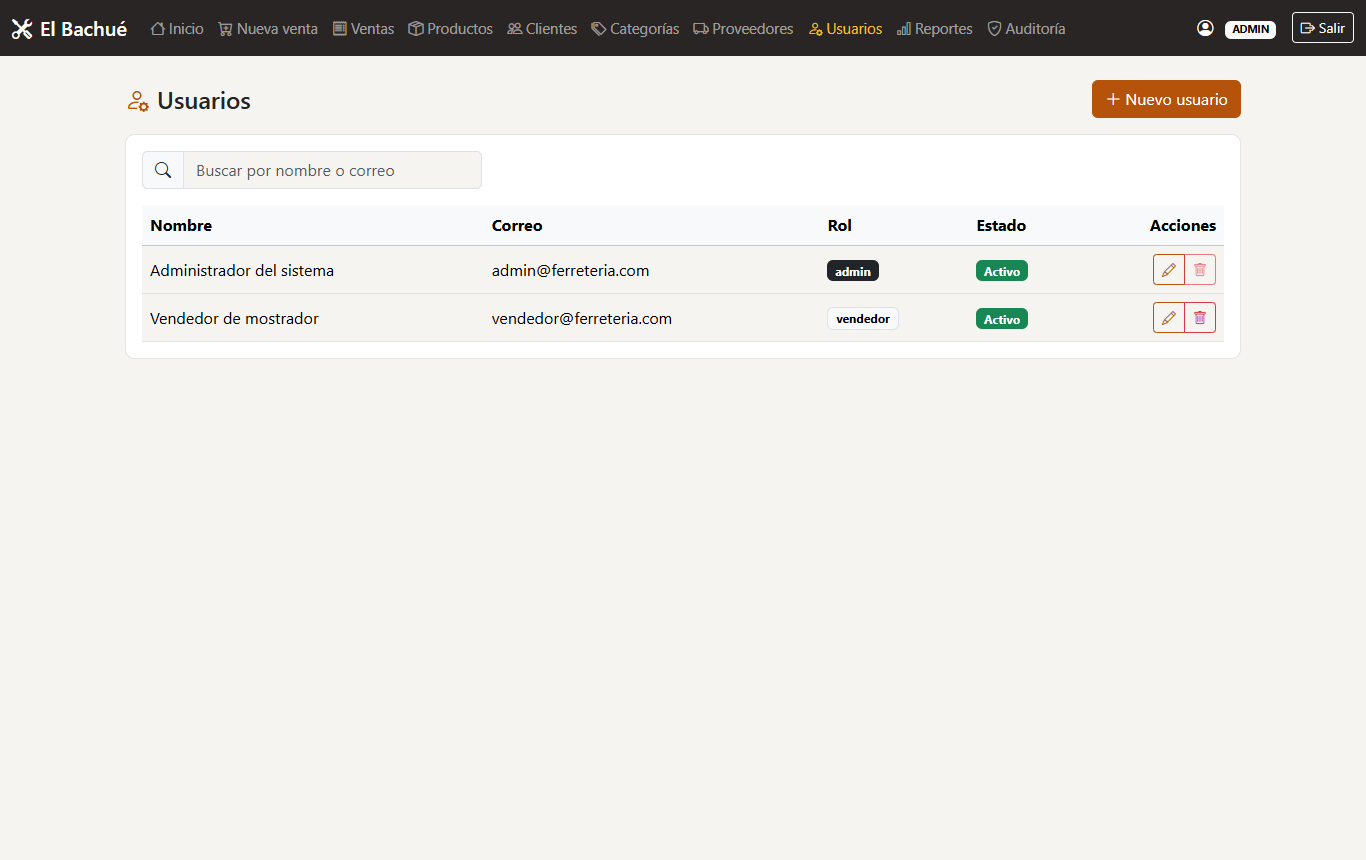 El Bachué Inicio Nueva venta Ventas Productos Clientes Categorías Proveedores Usuarios Reportes Auditoría ADMIN Salir
Usuarios + Nuevo usuario
Buscar por nombre o correo
Nombre Correo Rol Estado Acciones
Administrador del sistema admin@ferreteria.com admin Activo
Vendedor de mostrador vendedor@ferreteria.com vendedor Activo